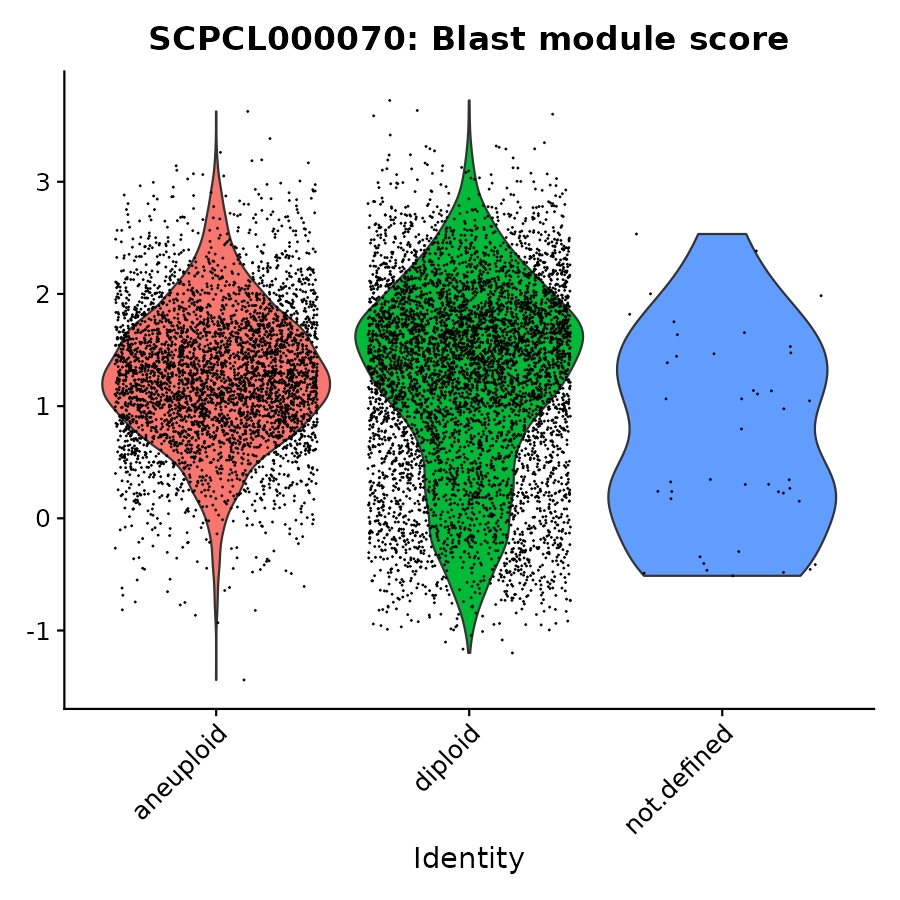 SCPCL000070: Blast module score
3
2
1
0
-1
aneuploid
diploid
not.defined
Identity